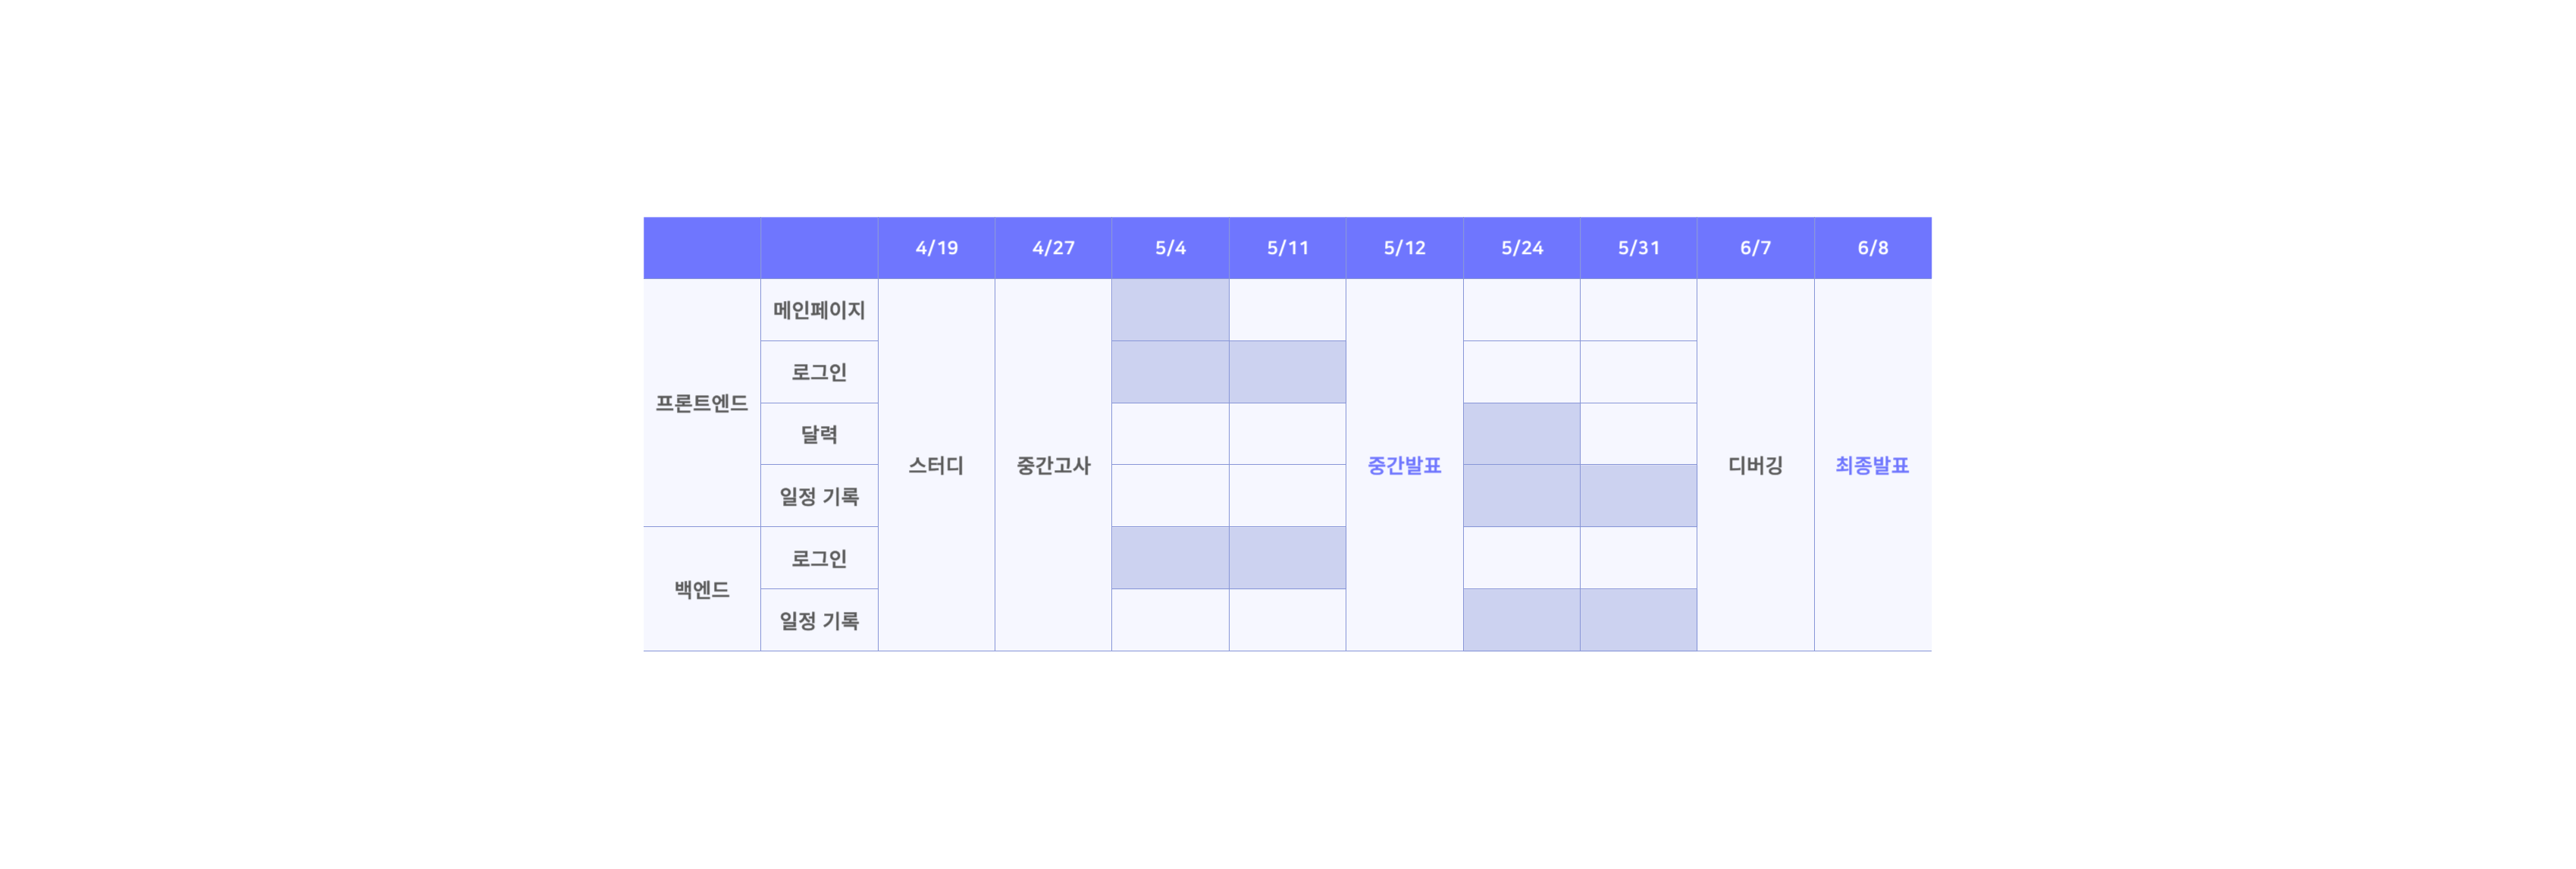 4/19 4/27 5/4 5/11 5/12 5/24 5/31 6/7 6/8
메인페이지
로그인
프론트엔드
달력
스터디 중간고사 중간발표 디버깅 최종발표
일정 기록
로그인
백엔드
일정 기록